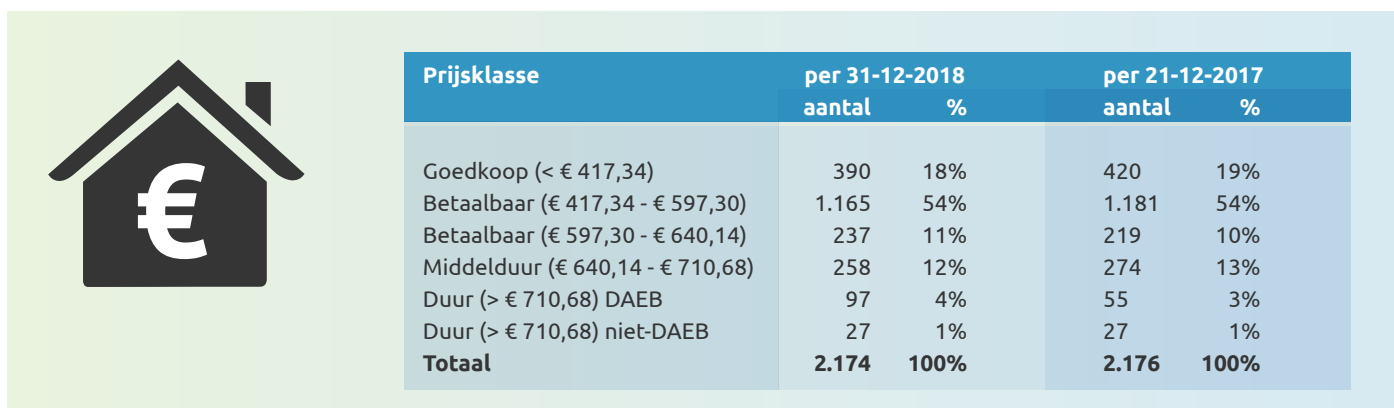 €
Prijsklasse per 31-12-2018 per 21-12-2017
aantal % aantal %
Goedkoop (< € 417,34) 390 18% 420 19%
Betaalbaar (€ 417,34 - € 597,30) 1.165 54% 1.181 54%
Betaalbaar (€ 597,30 - € 640,14) 237 11% 219 10%
Middelduur (€ 640,14 - € 710,68) 258 12% 274 13%
Duur (> € 710,68) DAEB 97 4% 55 3%
Duur (> € 710,68) niet-DAEB 27 1% 27 1%
Totaal 2.174 100% 2.176 100%